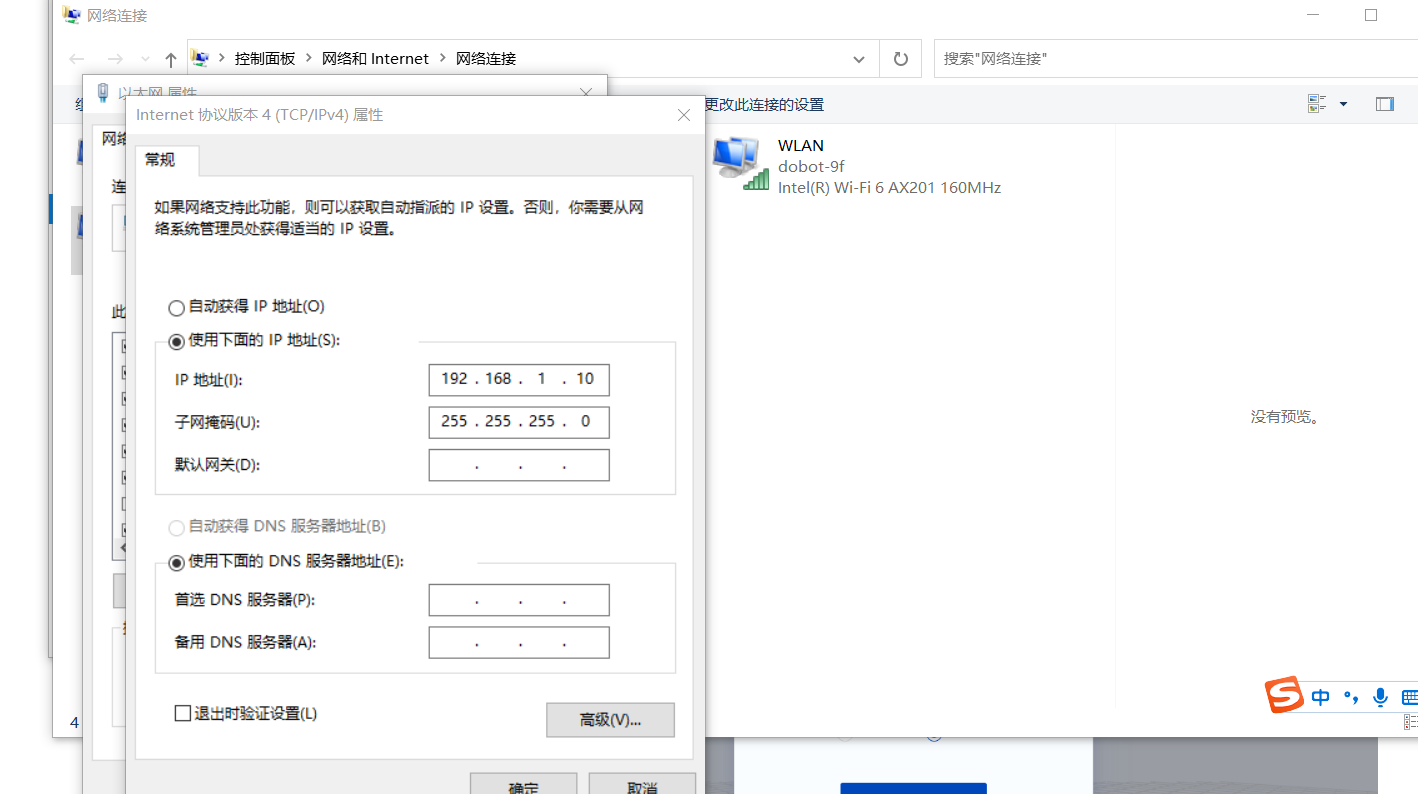 网络连接
控制面板 > 网络和 Internet > 网络连接
搜索"网络连接"
以太网 属性
更改此连接的设置
Internet 协议版本 4 (TCP/IPv4) 属性
网络
常规
WLAN
dobot-9f
Intel(R) Wi-Fi 6 AX201 160MHz
连
如果网络支持此功能，则可以获取自动指派的 IP 设置。否则，你需要从网
络系统管理员处获得适当的 IP 设置。
此
自动获得 IP 地址(O)
使用下面的 IP 地址(S):
IP 地址(I):
192 . 168 . 1 . 10
子网掩码(U):
255 . 255 . 255 . 0
默认网关(D):
. . .
没有预览。
自动获得 DNS 服务器地址(B)
使用下面的 DNS 服务器地址(E):
首选 DNS 服务器(P):
. . .
备用 DNS 服务器(A):
. . .
退出时验证设置(L)
高级(V)...
中
4
确定
取消